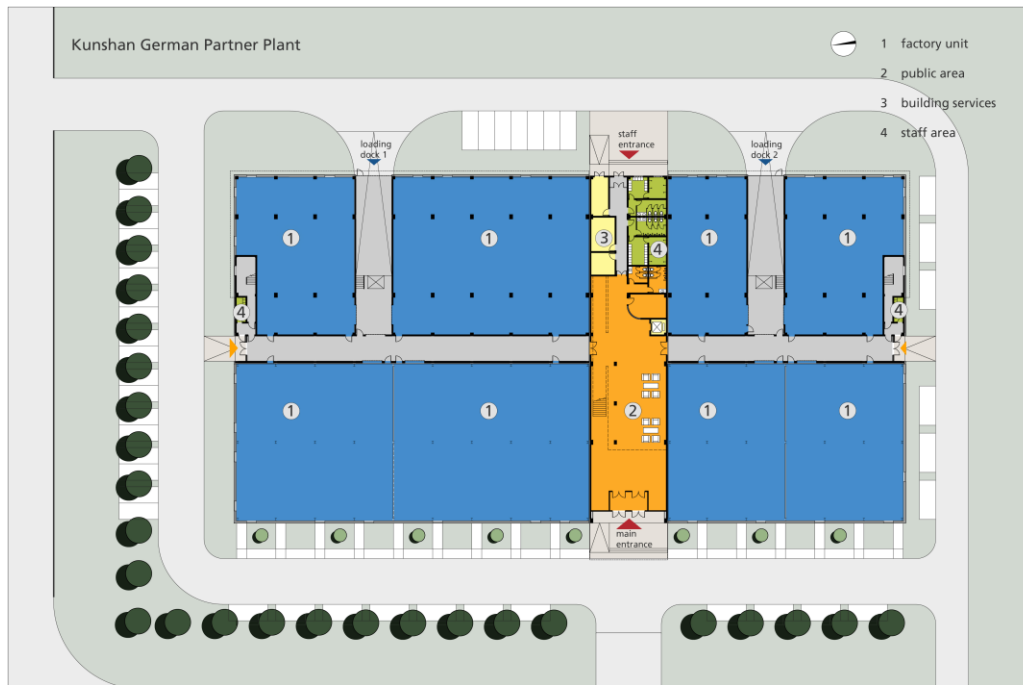 Kunshan German Partner Plant
1 factory unit
2 public area
3 building services
4 staff area
staff
entrance
loading
dock 1
loading
dock 2
1
1
3
4
1
1
4
4
1
1
2
1
1
main
entrance